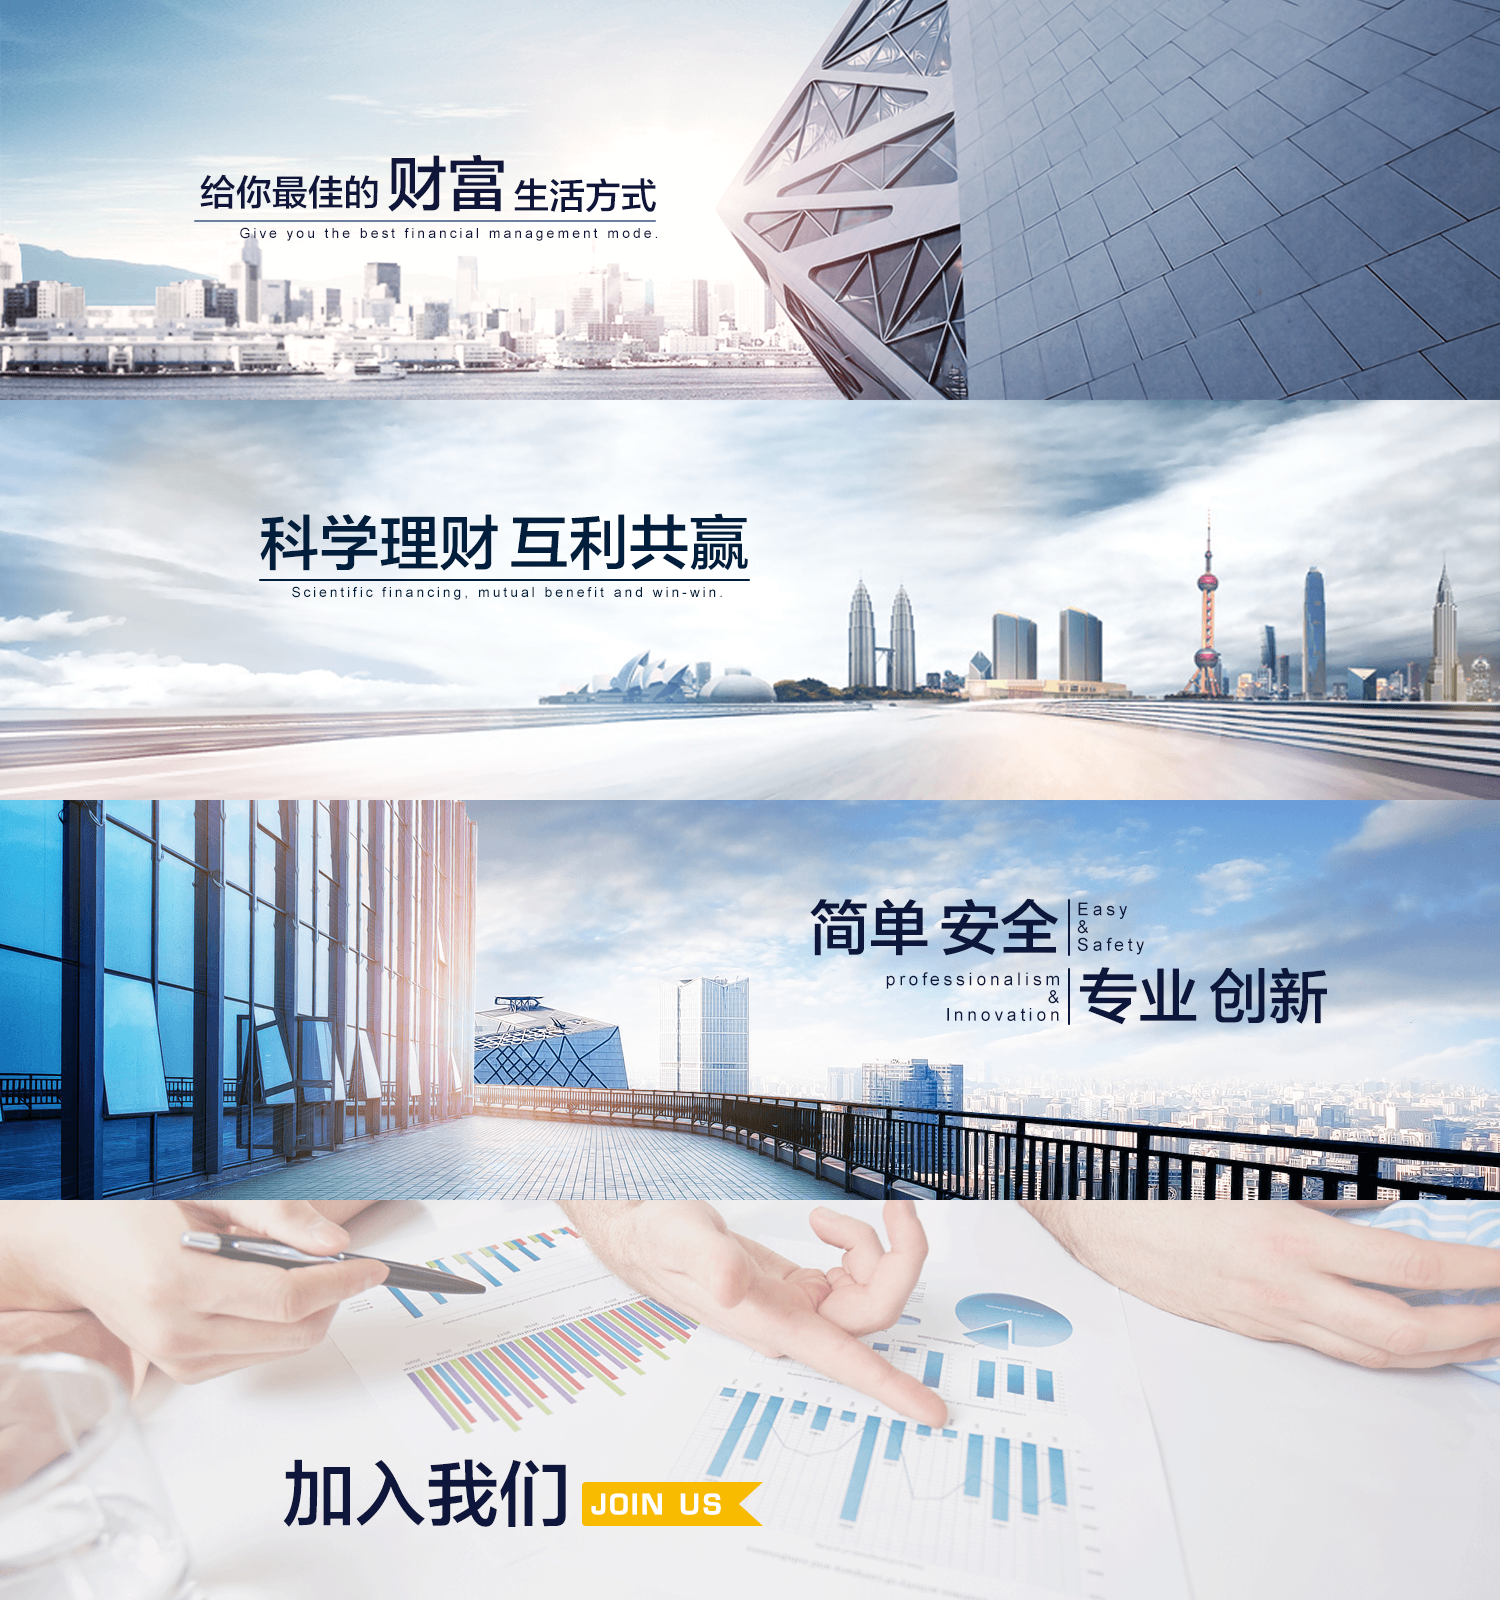 给你最佳的 财富 生活方式
Give you the best financial management mode.
科学理财 互利共赢
Scientific financing, mutual benefit and win-win.
简单 安全
Easy
&
Safety
professionalism
&
Innovation
专业 创新
加入我们 JOIN US